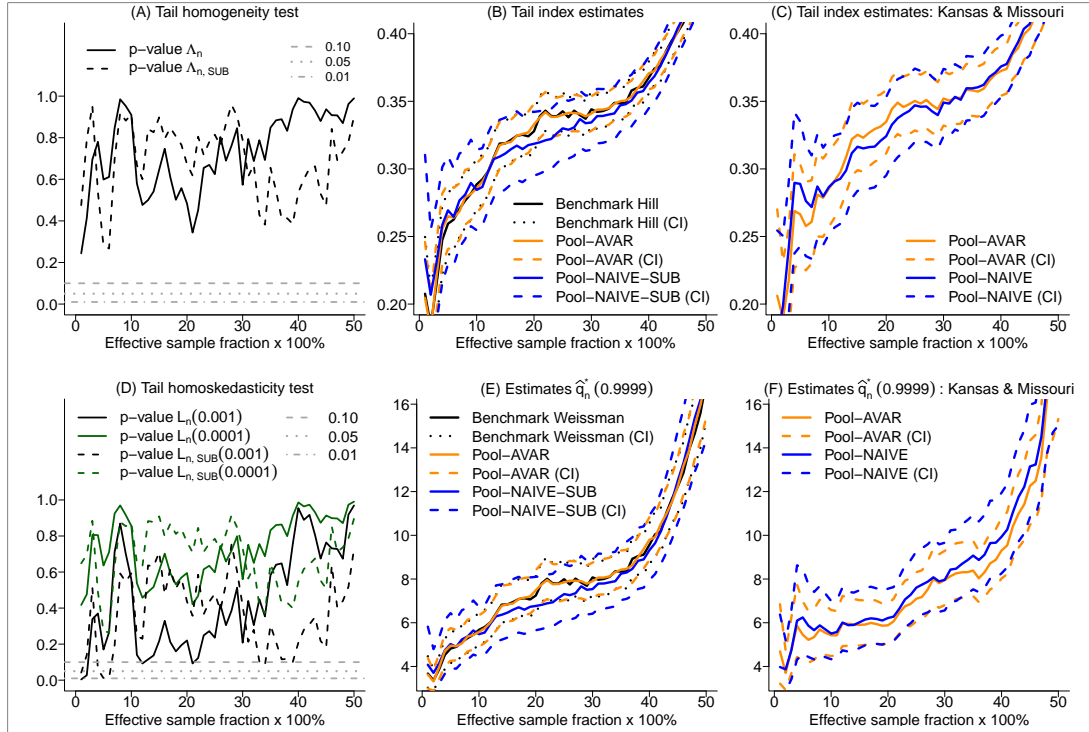 (A) Tail homogeneity test
p−value Λn
p−value Λn, SUB
0.10
0.05
0.01
1.0
0.8
0.6
0.4
0.2
0.0
0 10 20 30 40 50
Effective sample fraction x 100%
(B) Tail index estimates
0.40
0.35
0.30
0.25
0.20
Benchmark Hill
Benchmark Hill (CI)
Pool−AVAR
Pool−AVAR (CI)
Pool−NAIVE−SUB
Pool−NAIVE−SUB (CI)
0 10 20 30 40 50
Effective sample fraction x 100%
(C) Tail index estimates: Kansas & Missouri
0.40
0.35
0.30
0.25
0.20
Pool−AVAR
Pool−AVAR (CI)
Pool−NAIVE
Pool−NAIVE (CI)
0 10 20 30 40 50
Effective sample fraction x 100%
(D) Tail homoskedasticity test
p−value Ln(0.001)
p−value Ln(0.0001)
p−value Ln, SUB(0.001)
p−value Ln, SUB(0.0001)
0.10
0.05
0.01
1.0
0.8
0.6
0.4
0.2
0.0
0 10 20 30 40 50
Effective sample fraction x 100%
(E) Estimates q̂*n(0.9999)
16
14
12
10
8
6
4
Benchmark Weissman
Benchmark Weissman (CI)
Pool−AVAR
Pool−AVAR (CI)
Pool−NAIVE−SUB
Pool−NAIVE−SUB (CI)
0 10 20 30 40 50
Effective sample fraction x 100%
(F) Estimates q̂*n(0.9999) : Kansas & Missouri
16
14
12
10
8
6
4
Pool−AVAR
Pool−AVAR (CI)
Pool−NAIVE
Pool−NAIVE (CI)
0 10 20 30 40 50
Effective sample fraction x 100%